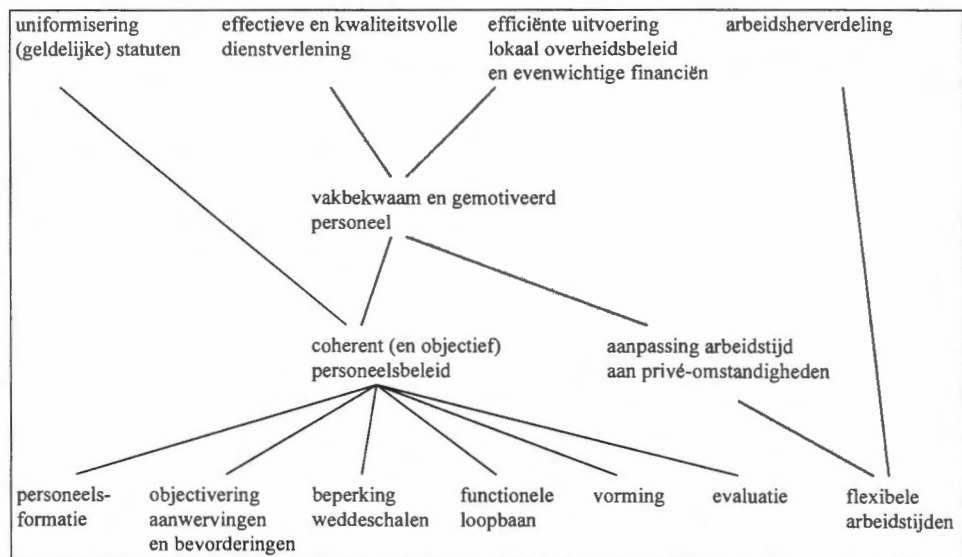 uniformisering
(geldelijke) statuten
effectieve en kwaliteitsvolle
dienstverlening
efficiënte uitvoering
lokaal overheidsbeleid
en evenwichtige financiën
arbeidsherverdeling
vakbekwaam en gemotiveerd
personeel
coherent (en objectief)
personeelsbeleid
aanpassing arbeidstijd
aan privé-omstandigheden
personeels-
formatie
objectivering
aanwervingen
en bevorderingen
beperking
weddeschalen
functionele
loopbaan
vorming
evaluatie
flexibele
arbeidstijden